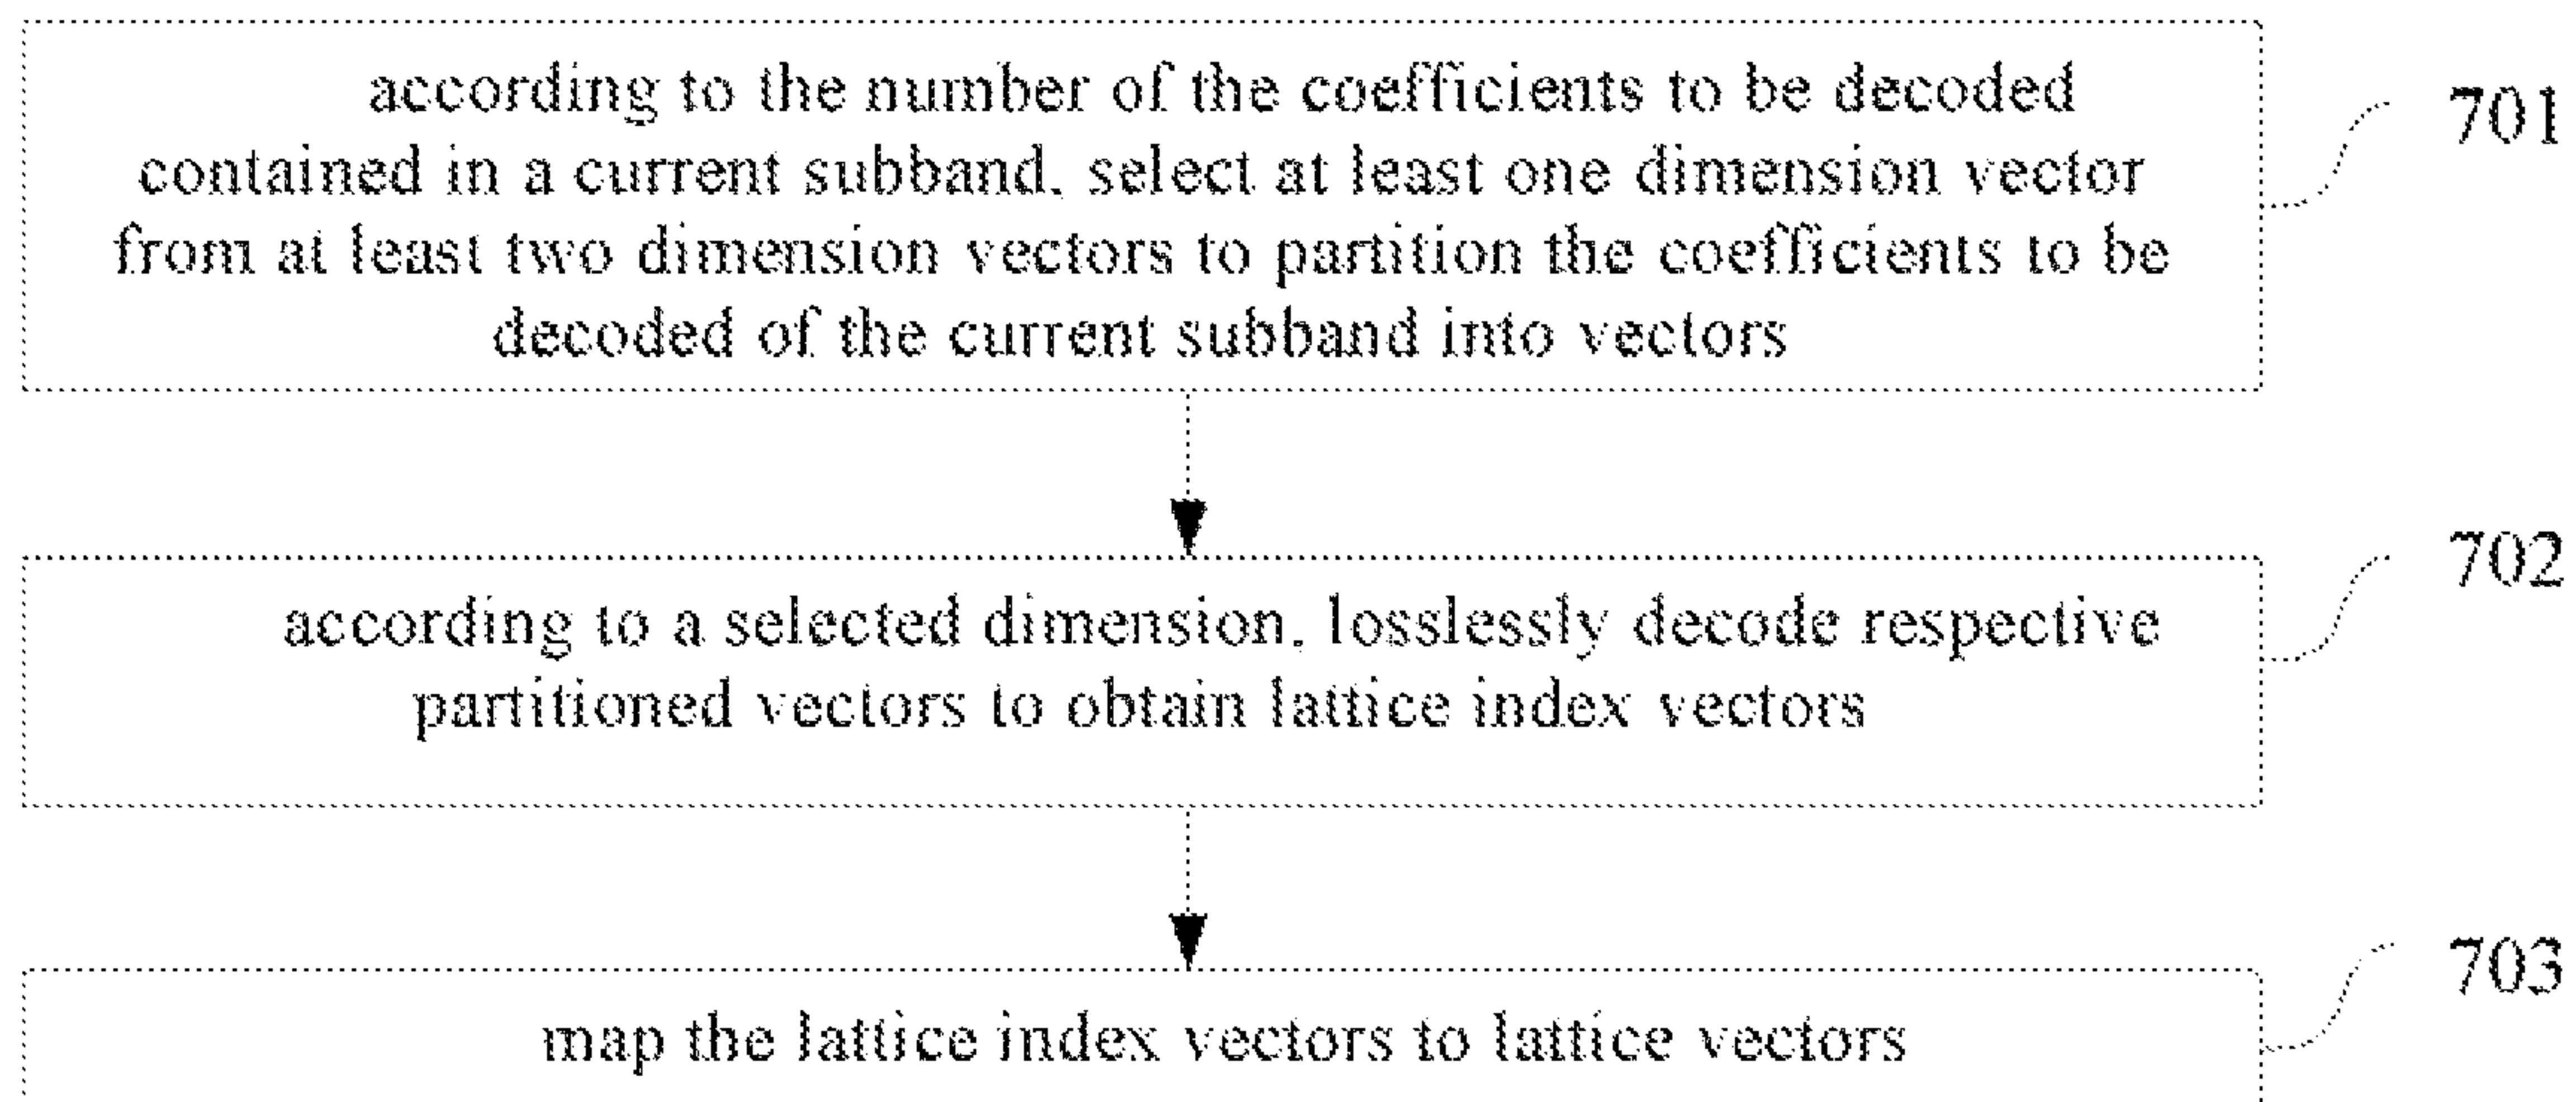 according to the number of the coefficients to be decoded
contained in a current subband, select at least one dimension vector
from at least two dimension vectors to partition the coefficients to be
decoded of the current subband into vectors
701
according to a selected dimension, losslessly decode respective
partitioned vectors to obtain lattice index vectors
702
map the lattice index vectors to lattice vectors
703